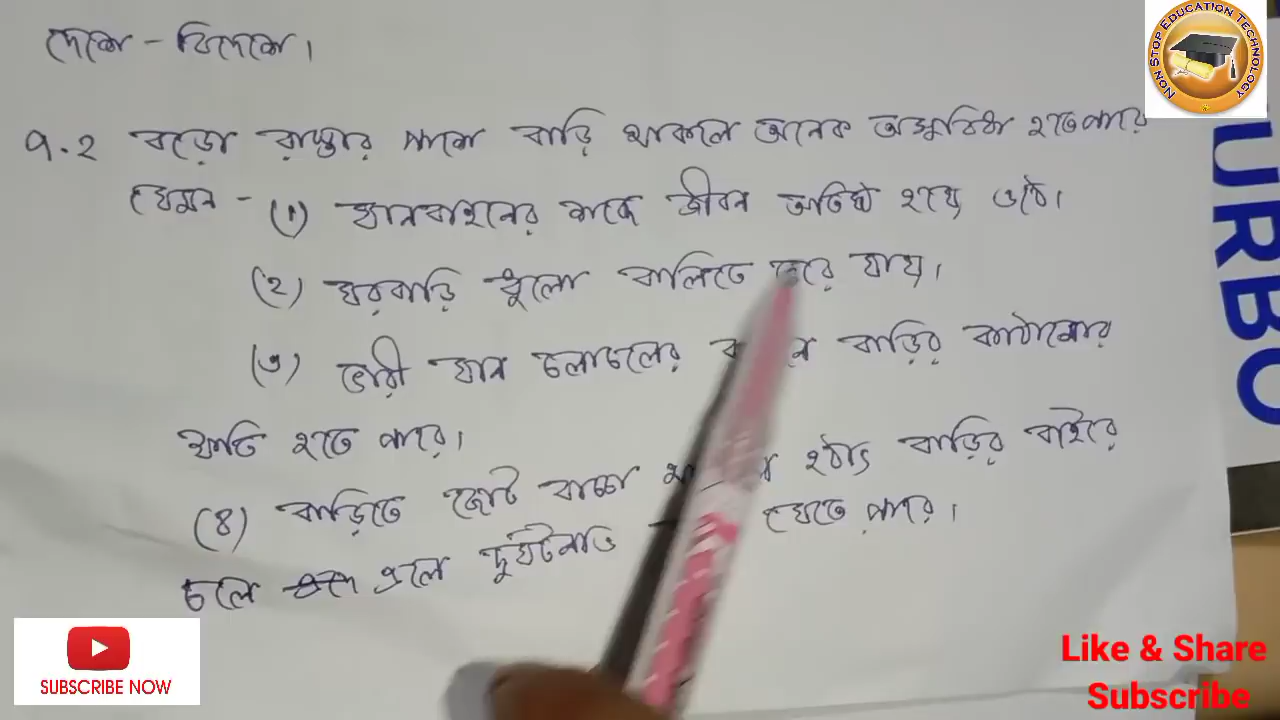 দেশে - বিদেশে।
NON STOP EDUCATION TECHNOLOGY
৭.২ বড়ো রাস্তার পাশে বাড়ি থাকলে অনেক অসুবিধা হতে পারে
যেমন - (১) যানবাহনের শব্দে জীবন অতিষ্ঠ হয়ে ওঠে।
(২) ঘরবাড়ি ধুলো বালিতে ভরে যায়।
(৩) ভারী যান চলাচলের বাড়ির কাঠামোর
ক্ষতি হতে পারে।
(৪) বাড়িতে ছোট বাচ্চা হঠাৎ বাড়ির বাইরে
চলে এলে দুর্ঘটনাও যেতে পারে।
URBO
SUBSCRIBE NOW
Like & Share
Subscribe